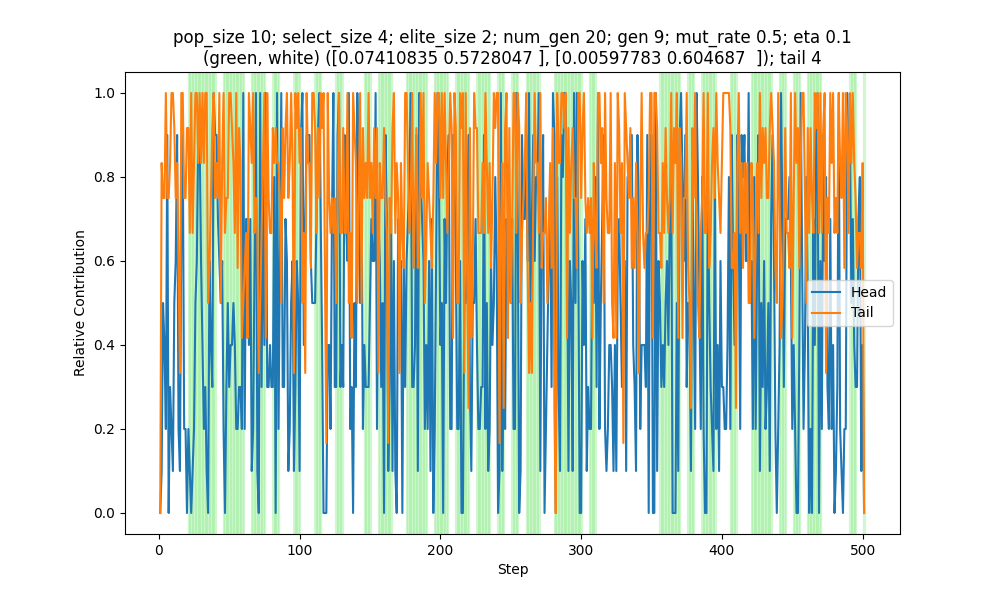 pop_size 10; select_size 4; elite_size 2; num_gen 20; gen 9; mut_rate 0.5; eta 0.1
(green, white) ([0.07410835 0.5728047 ], [0.00597783 0.604687  ]); tail 4
1.0
0.8
0.6
0.4
0.2
0.0
Relative Contribution
Head
Tail
0 100 200 300 400 500
Step